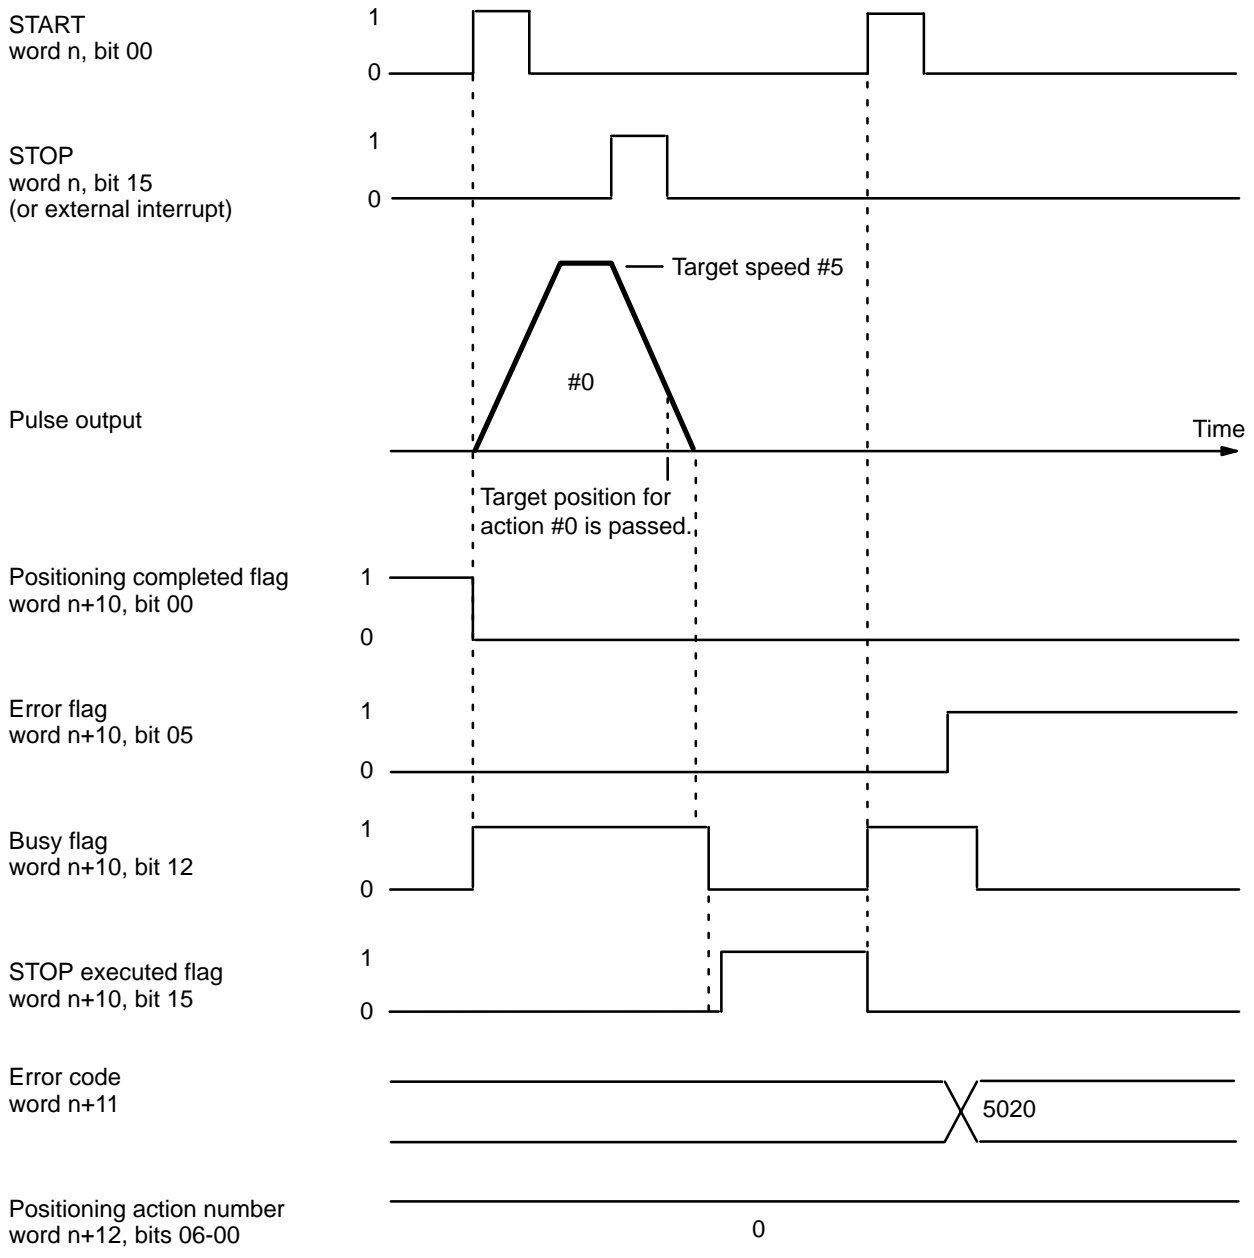 START
word n, bit 00
1
0
STOP
word n, bit 15
(or external interrupt)
1
0
Target speed #5
#0
Pulse output
Time
Target position for
action #0 is passed.
Positioning completed flag
word n+10, bit 00
1
0
Error flag
word n+10, bit 05
1
0
Busy flag
word n+10, bit 12
1
0
STOP executed flag
word n+10, bit 15
1
0
Error code
word n+11
5020
Positioning action number
word n+12, bits 06-00
0